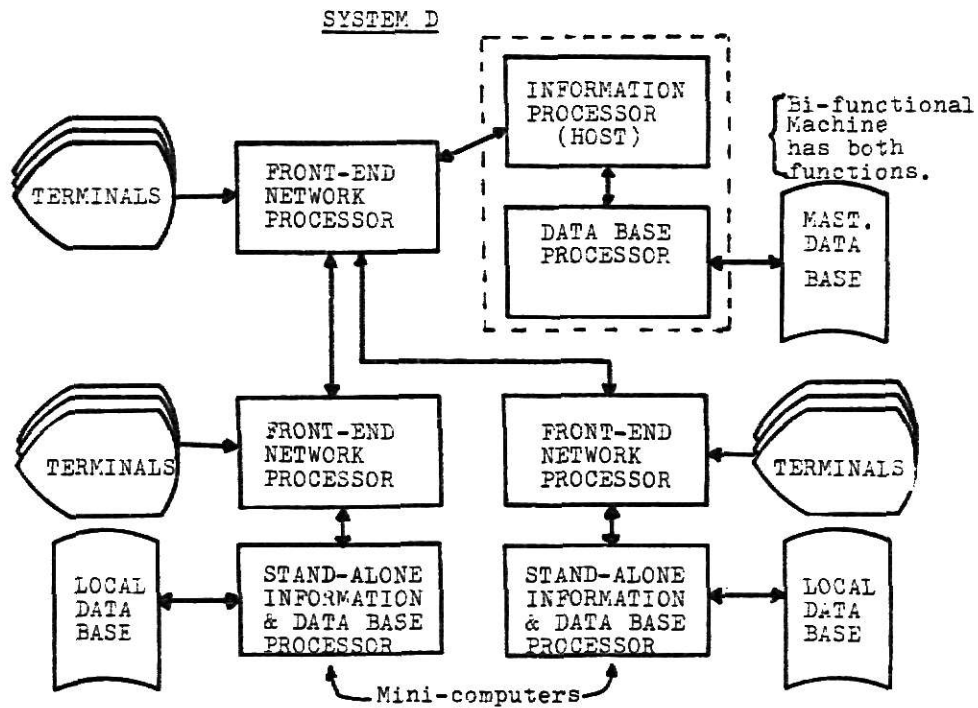 SYSTEM D
INFORMATION
PROCESSOR
(HOST)
Bi-functional
Machine
has both
functions.
TERMINALS
FRONT-END
NETWORK
PROCESSOR
DATA BASE
PROCESSOR
MAST.
DATA
BASE
TERMINALS
FRONT-END
NETWORK
PROCESSOR
FRONT-END
NETWORK
PROCESSOR
TERMINALS
LOCAL
DATA
BASE
STAND-ALONE
INFORMATION
& DATA BASE
PROCESSOR
STAND-ALONE
INFORMATION
& DATA BASE
PROCESSOR
LOCAL
DATA
BASE
Mini-computers